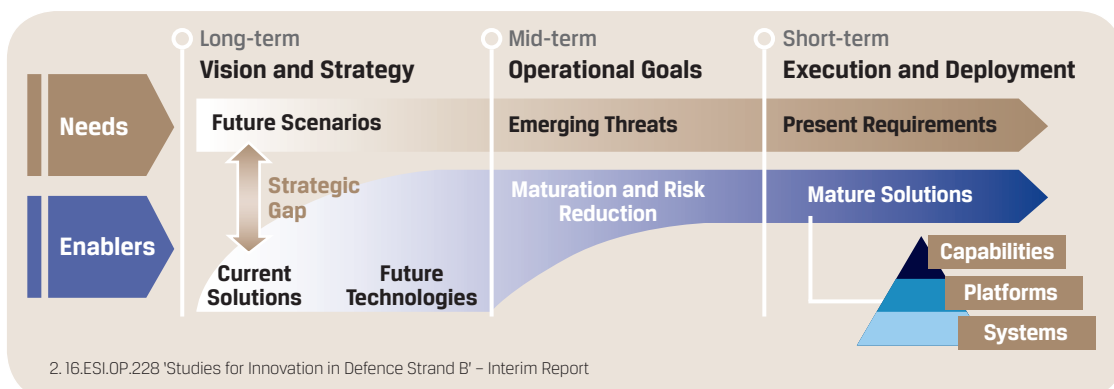 Long-term
Vision and Strategy
Mid-term
Operational Goals
Short-term
Execution and Deployment
Needs
Future Scenarios
Emerging Threats
Present Requirements
Strategic
Gap
Enablers
Maturation and Risk
Reduction
Mature Solutions
Current
Solutions
Future
Technologies
Capabilities
Platforms
Systems
2. 16.ESI.OP.228 'Studies for Innovation in Defence Strand B' – Interim Report